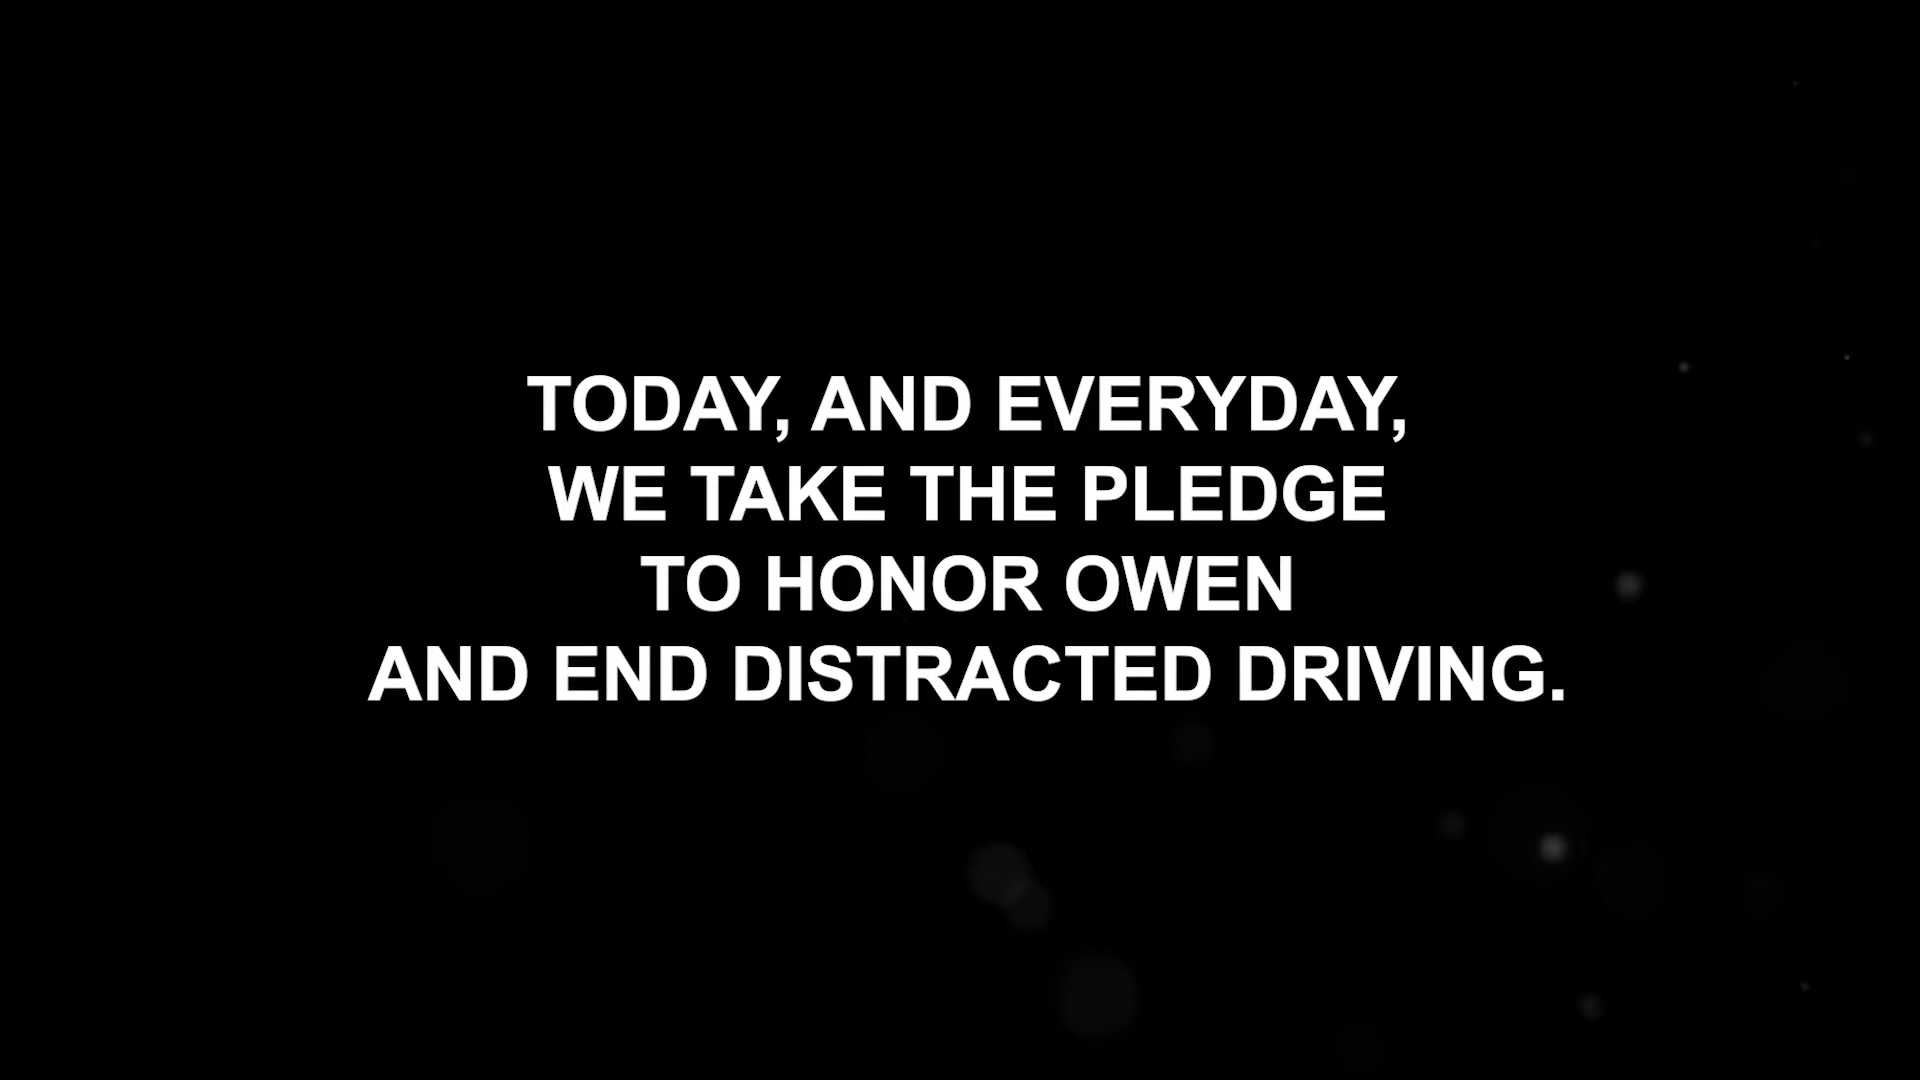 TODAY, AND EVERYDAY,
WE TAKE THE PLEDGE
TO HONOR OWEN
AND END DISTRACTED DRIVING.